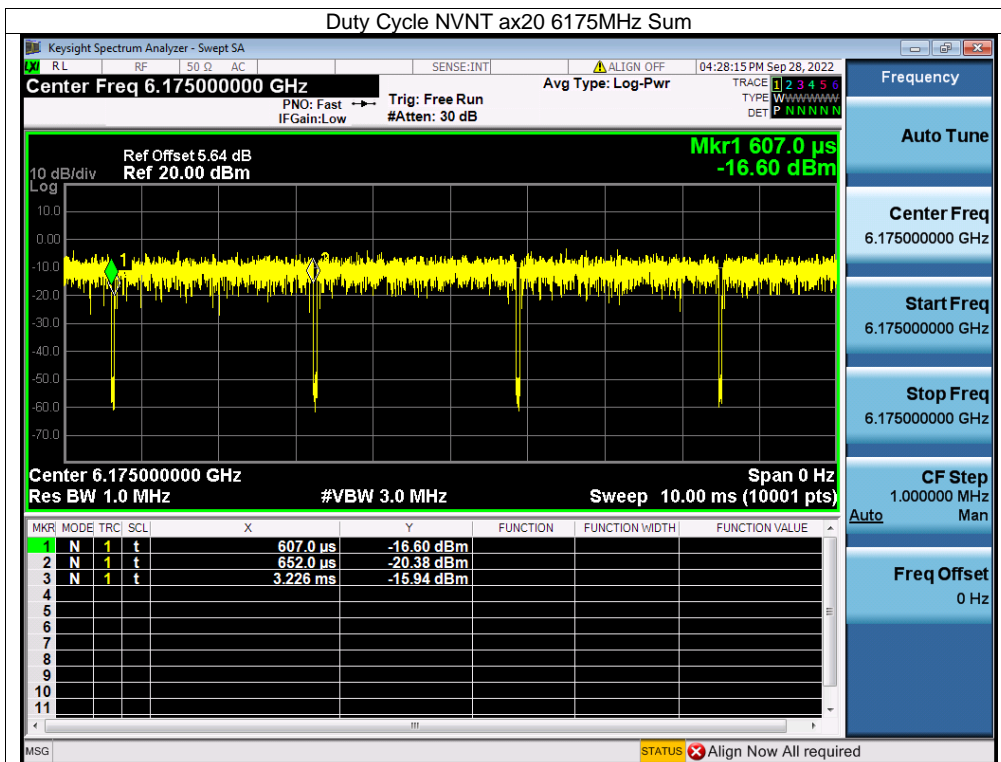 Duty Cycle NVNT ax20 6175MHz Sum
Keysight Spectrum Analyzer - Swept SA
LXI RL RF 50 Ω AC SENSE:INT ALIGN OFF 04:28:15 PM Sep 28, 2022
Center Freq 6.175000000 GHz
PNO: Fast
IFGain:Low
Trig: Free Run
#Atten: 30 dB
Avg Type: Log-Pwr
TRACE 1 2 3 4 5 6
TYPE WWWWWW
DET P N N N N N
Mkr1 607.0 µs
-16.60 dBm
Ref Offset 5.64 dB
10 dB/div Ref 20.00 dBm
Log
10.0
0.00
-10.0
-20.0
-30.0
-40.0
-50.0
-60.0
-70.0
1
Center 6.175000000 GHz Span 0 Hz
Res BW 1.0 MHz #VBW 3.0 MHz Sweep 10.00 ms (10001 pts)
MKR MODE TRC SCL X Y FUNCTION FUNCTION WIDTH FUNCTION VALUE
1 N 1 t 607.0 µs -16.60 dBm
2 N 1 t 652.0 µs -20.38 dBm
3 N 1 t 3.226 ms -15.94 dBm
4
5
6
7
8
9
10
11
MSG STATUS Align Now All required
Frequency
Auto Tune
Center Freq
6.175000000 GHz
Start Freq
6.175000000 GHz
Stop Freq
6.175000000 GHz
CF Step
1.000000 MHz
Auto Man
Freq Offset
0 Hz